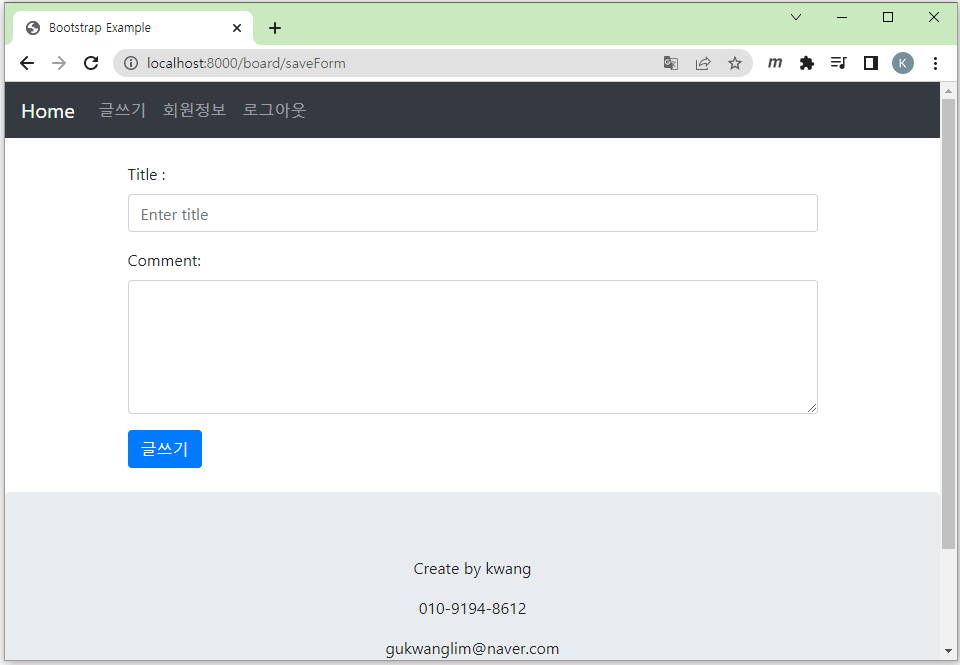 Bootstrap Example
localhost:8000/board/saveForm
m
K
Home 글쓰기 회원정보 로그아웃
Title :
Enter title
Comment:
글쓰기
Create by kwang
010-9194-8612
gukwanglim@naver.com